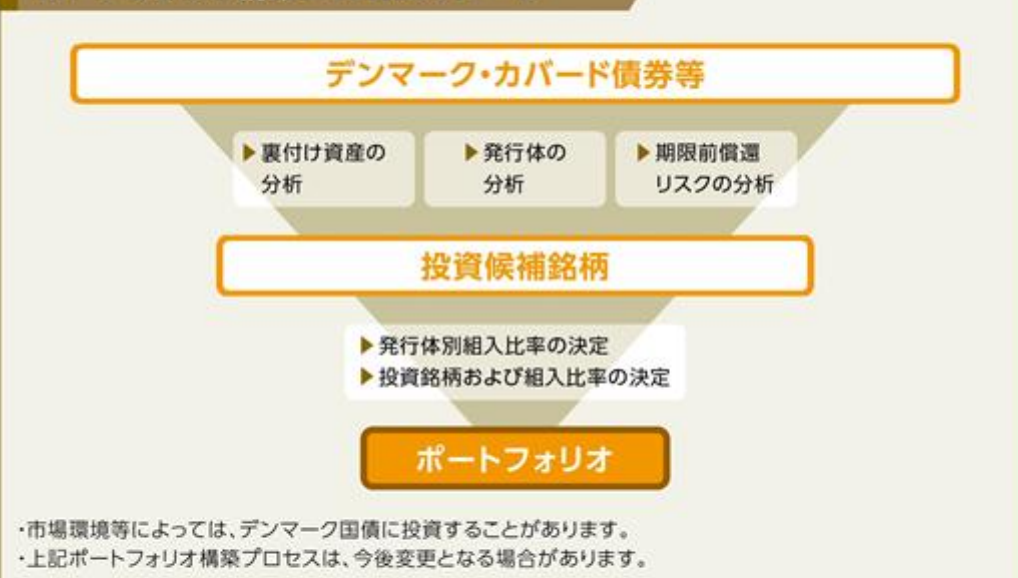 デンマーク・カバード債券等
▶裏付け資産の
分析
▶発行体の
分析
▶期限前償還
リスクの分析
投資候補銘柄
▶発行体別組入比率の決定
▶投資銘柄および組入比率の決定
ポートフォリオ
・市場環境等によっては、デンマーク国債に投資することがあります。
・上記ポートフォリオ構築プロセスは、今後変更となる場合があります。